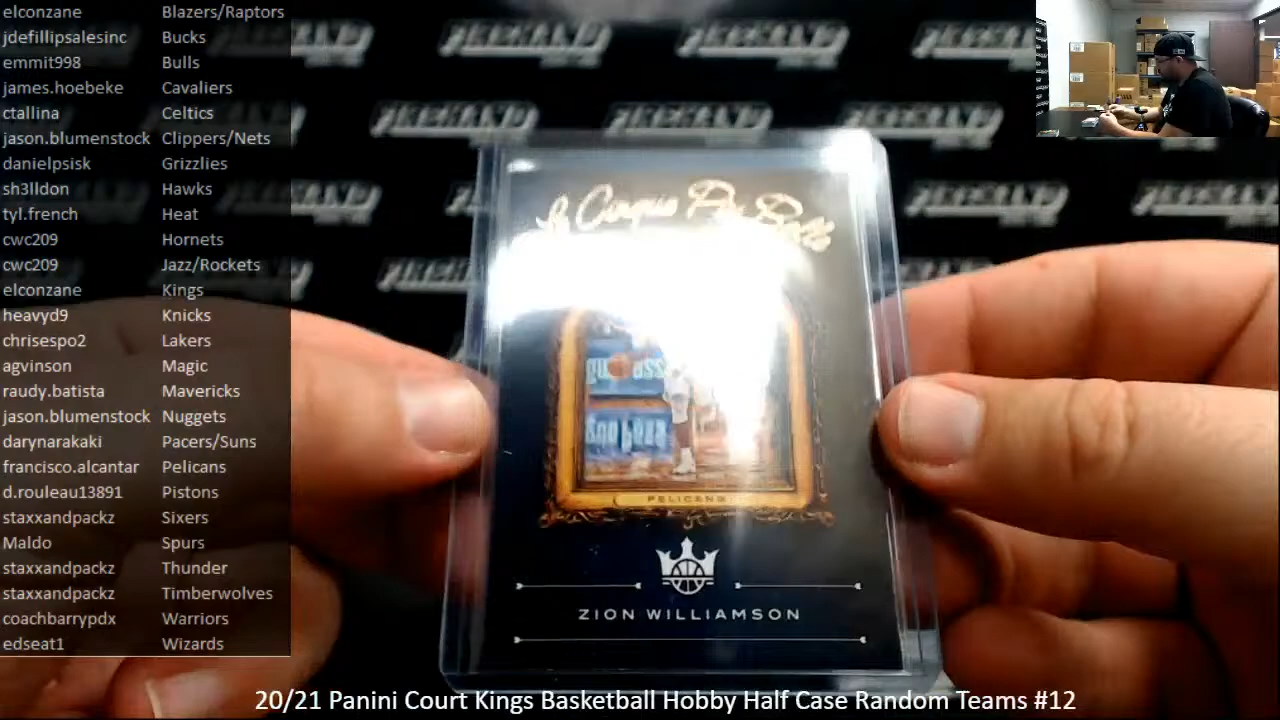 elconzane Blazers/Raptors
jdefillipsalesinc Bucks
emmit998 Bulls
james.hoebeke Cavaliers
ctallina Celtics
jason.blumenstock Clippers/Nets
danielpsisk Grizzlies
sh3lldon Hawks
tyl.french Heat
cwc209 Hornets
cwc209 Jazz/Rockets
elconzane Kings
heavyd9 Knicks
chrisespo2 Lakers
agvinson Magic
raudy.batista Mavericks
jason.blumenstock Nuggets
darynarakaki Pacers/Suns
francisco.alcantar Pelicans
d.rouleau13891 Pistons
staxxandpackz Sixers
Maldo Spurs
staxxandpackz Thunder
staxxandpackz Timberwolves
coachbarrypdx Warriors
edseat1 Wizards
PELICANS
ZION WILLIAMSON
20/21 Panini Court Kings Basketball Hobby Half Case Random Teams #12